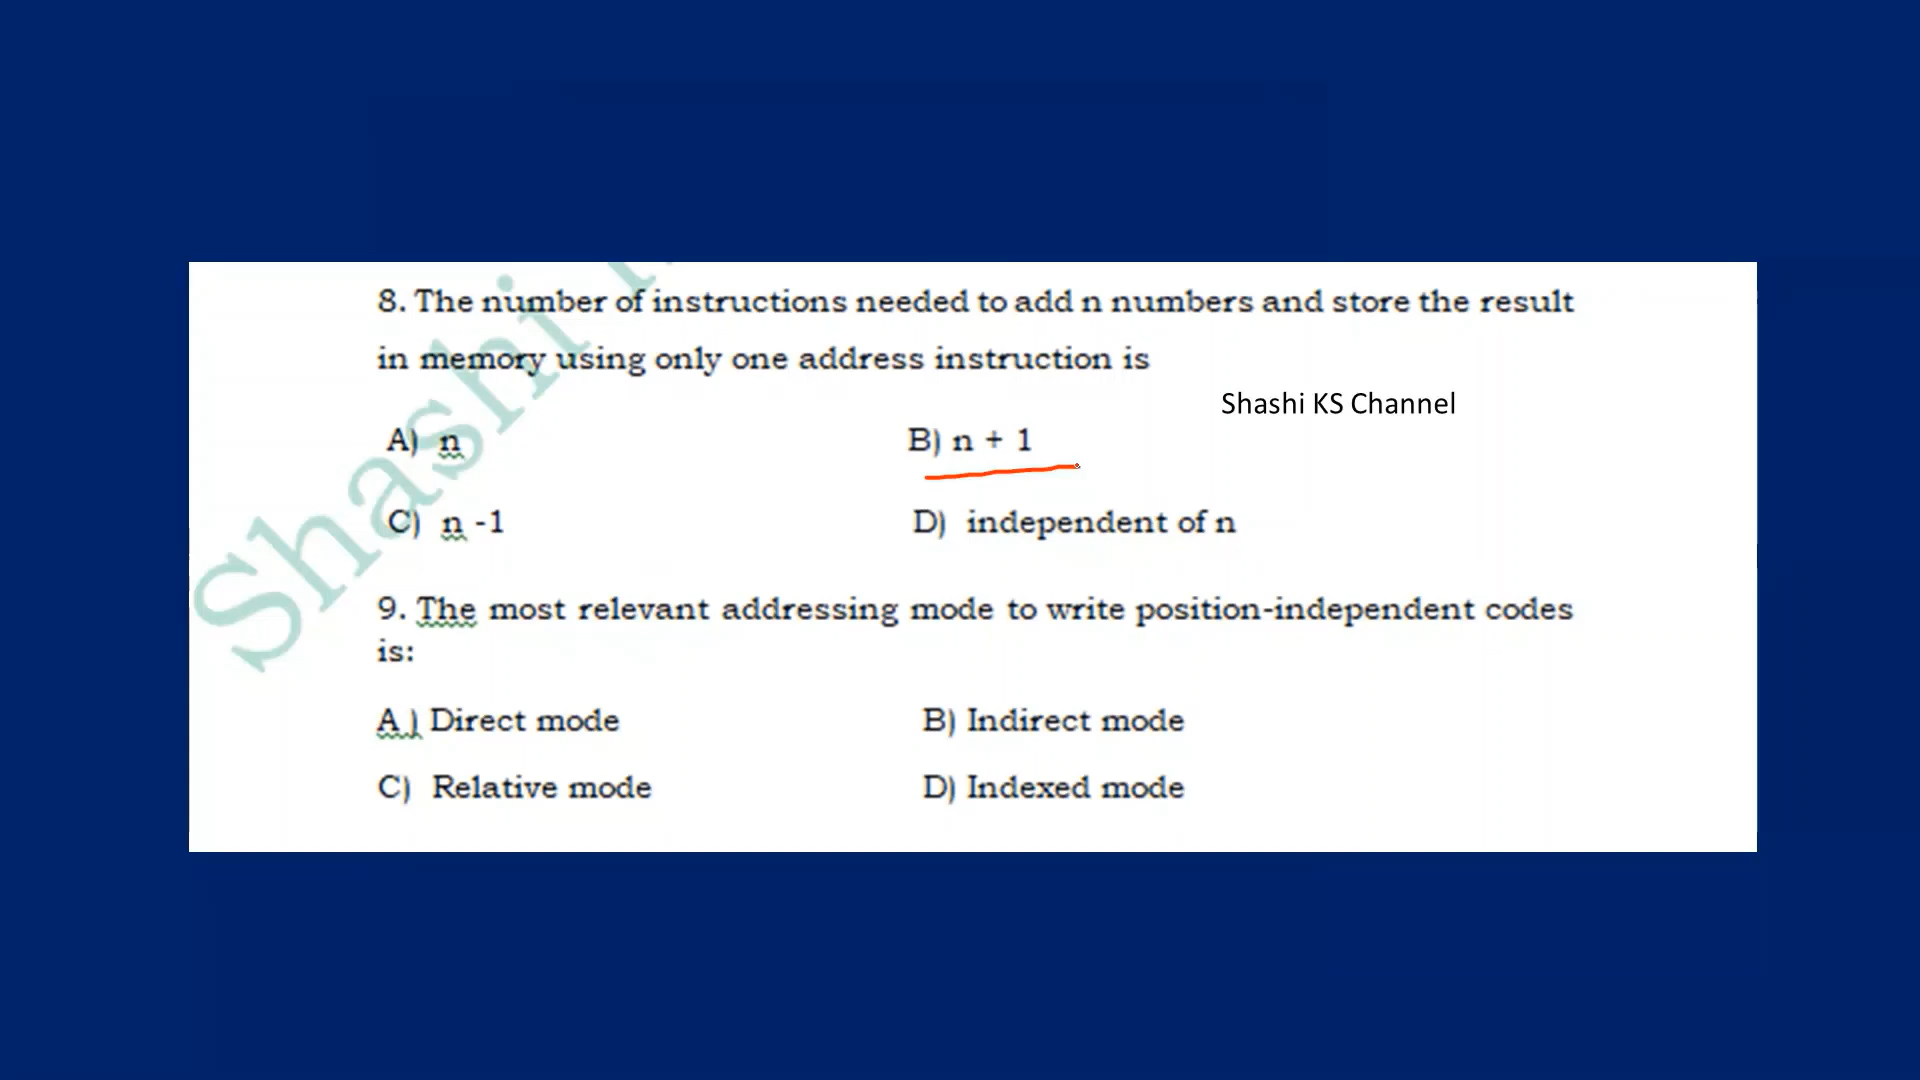 8. The number of instructions needed to add n numbers and store the result
in memory using only one address instruction is
Shashi KS Channel
A) n
B) n + 1
C) n -1
D) independent of n
9. The most relevant addressing mode to write position-independent codes
is:
A ) Direct mode
B) Indirect mode
C) Relative mode
D) Indexed mode
Shashi